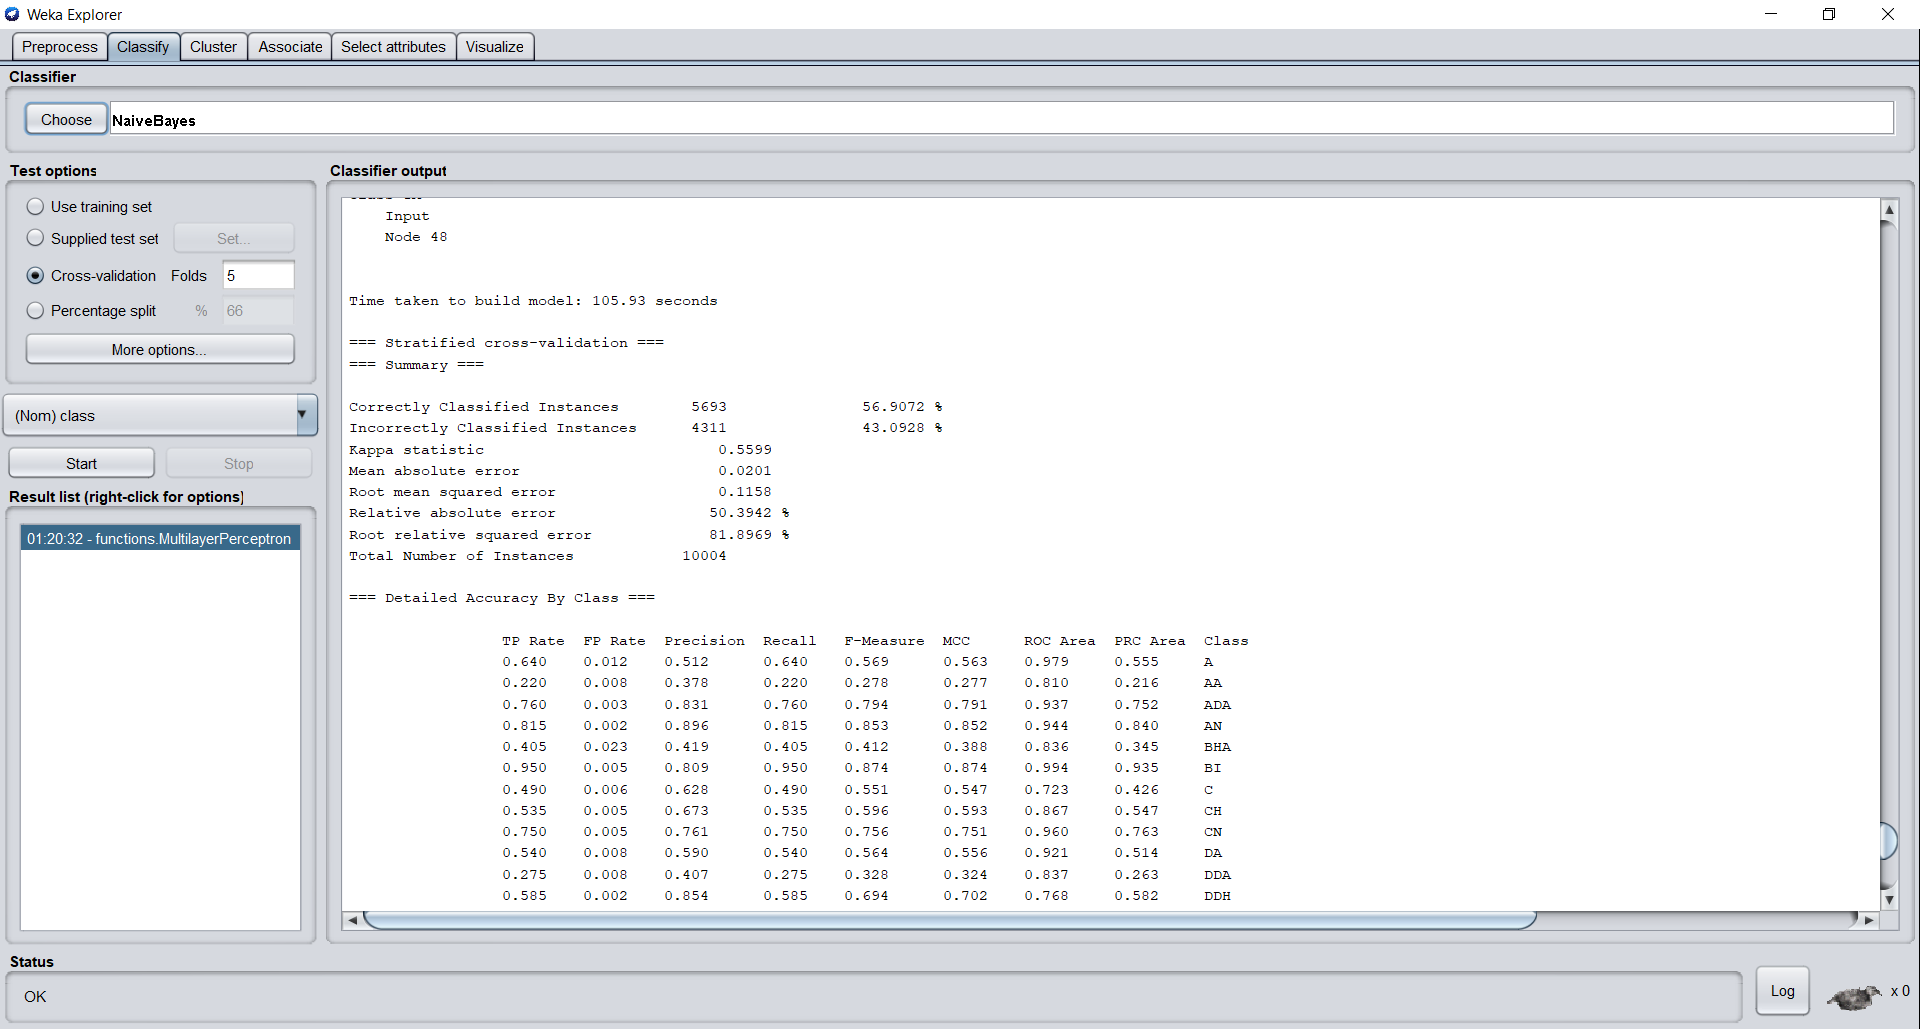 Weka Explorer
Preprocess Classify Cluster Associate Select attributes Visualize
Classifier
Choose NaiveBayes
Test options
Use training set
Supplied test set Set...
Cross-validation Folds 5
Percentage split % 66
More options...
(Nom) class
Start Stop
Result list (right-click for options)
01:20:32 - functions.MultilayerPerceptron
Classifier output
Input
Node 48
Time taken to build model: 105.93 seconds
=== Stratified cross-validation ===
=== Summary ===
Correctly Classified Instances 5693 56.9072 %
Incorrectly Classified Instances 4311 43.0928 %
Kappa statistic 0.5599
Mean absolute error 0.0201
Root mean squared error 0.1158
Relative absolute error 50.3942 %
Root relative squared error 81.8969 %
Total Number of Instances 10004
=== Detailed Accuracy By Class ===
TP Rate FP Rate Precision Recall F-Measure MCC ROC Area PRC Area Class
0.640 0.012 0.512 0.640 0.569 0.563 0.979 0.555 A
0.220 0.008 0.378 0.220 0.278 0.277 0.810 0.216 AA
0.760 0.003 0.831 0.760 0.794 0.791 0.937 0.752 ADA
0.815 0.002 0.896 0.815 0.853 0.852 0.944 0.840 AN
0.405 0.023 0.419 0.405 0.412 0.388 0.836 0.345 BHA
0.950 0.005 0.809 0.950 0.874 0.874 0.994 0.935 BI
0.490 0.006 0.628 0.490 0.551 0.547 0.723 0.426 C
0.535 0.005 0.673 0.535 0.596 0.593 0.867 0.547 CH
0.750 0.005 0.761 0.750 0.756 0.751 0.960 0.763 CN
0.540 0.008 0.590 0.540 0.564 0.556 0.921 0.514 DA
0.275 0.008 0.407 0.275 0.328 0.324 0.837 0.263 DDA
0.585 0.002 0.854 0.585 0.694 0.702 0.768 0.582 DDH
Status
OK
Log x 0